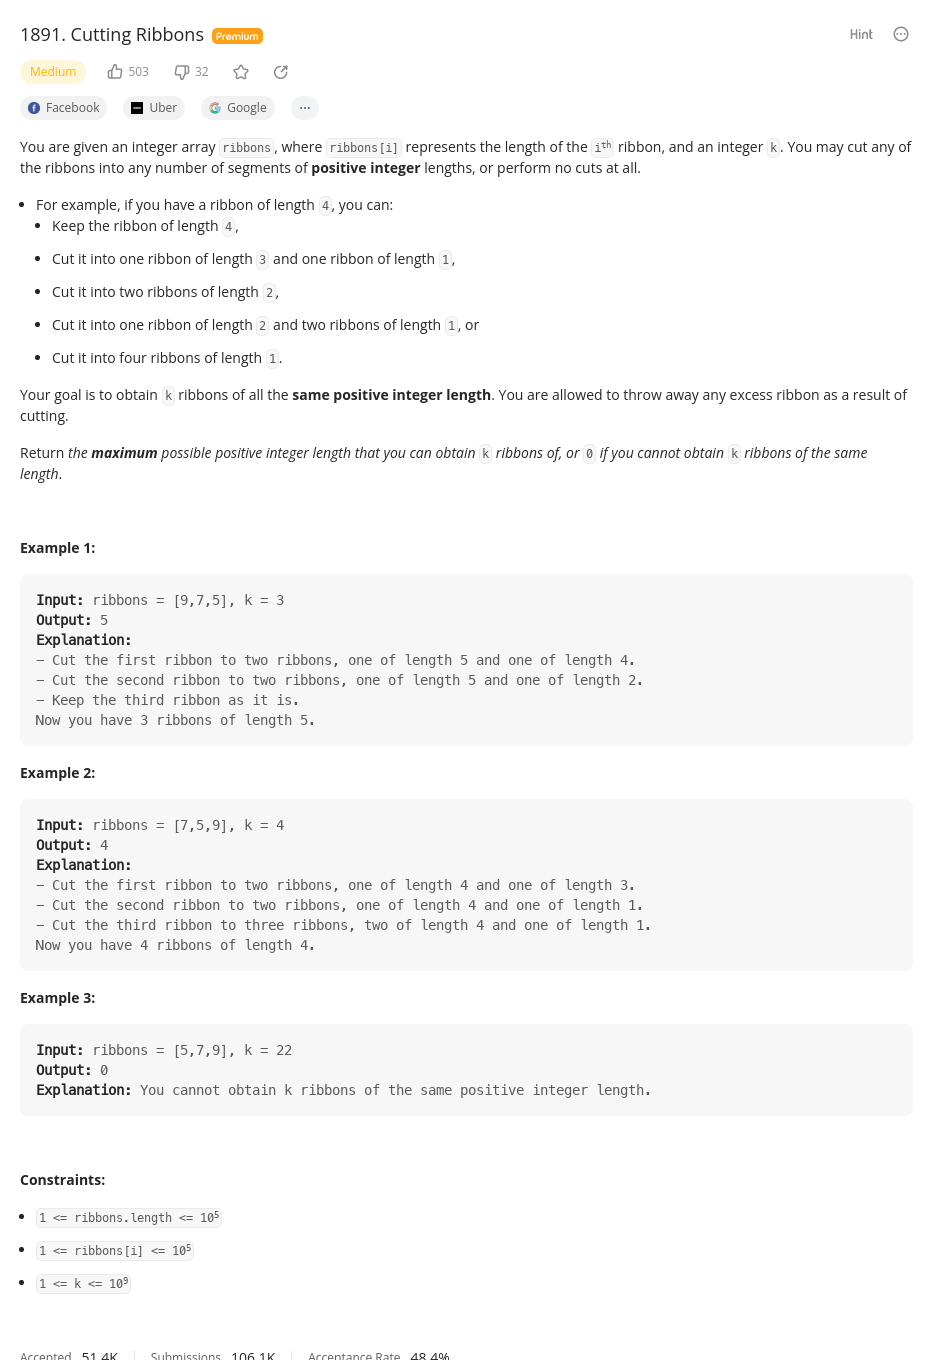 1891. Cutting Ribbons Premium Hint
Medium 503 32
Facebook Uber Google ...
You are given an integer array ribbons, where ribbons[i] represents the length of the iᵗʰ ribbon, and an integer k. You may cut any of
the ribbons into any number of segments of positive integer lengths, or perform no cuts at all.
• For example, if you have a ribbon of length 4, you can:
• Keep the ribbon of length 4,
• Cut it into one ribbon of length 3 and one ribbon of length 1,
• Cut it into two ribbons of length 2,
• Cut it into one ribbon of length 2 and two ribbons of length 1, or
• Cut it into four ribbons of length 1.
Your goal is to obtain k ribbons of all the same positive integer length. You are allowed to throw away any excess ribbon as a result of
cutting.
Return the maximum possible positive integer length that you can obtain k ribbons of, or 0 if you cannot obtain k ribbons of the same
length.
Example 1:
Input: ribbons = [9,7,5], k = 3
Output: 5
Explanation:
- Cut the first ribbon to two ribbons, one of length 5 and one of length 4.
- Cut the second ribbon to two ribbons, one of length 5 and one of length 2.
- Keep the third ribbon as it is.
Now you have 3 ribbons of length 5.
Example 2:
Input: ribbons = [7,5,9], k = 4
Output: 4
Explanation:
- Cut the first ribbon to two ribbons, one of length 4 and one of length 3.
- Cut the second ribbon to two ribbons, one of length 4 and one of length 1.
- Cut the third ribbon to three ribbons, two of length 4 and one of length 1.
Now you have 4 ribbons of length 4.
Example 3:
Input: ribbons = [5,7,9], k = 22
Output: 0
Explanation: You cannot obtain k ribbons of the same positive integer length.
Constraints:
• 1 <= ribbons.length <= 10⁵
• 1 <= ribbons[i] <= 10⁵
• 1 <= k <= 10⁹
Accepted 51.4K Submissions 106.1K Acceptance Rate 48.4%